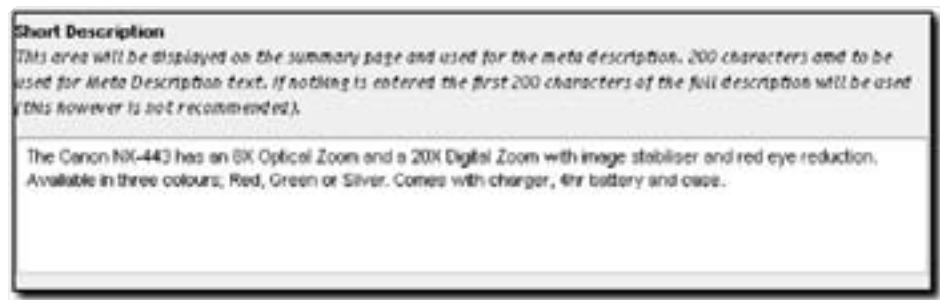 Short Description
This area will be displayed on the summary page and used for the meta description. 200 characters and to be
used for Meta Description text. If nothing is entered the first 200 characters of the full description will be used
(this however is not recommended).
The Canon NX-443 has an 8X Optical Zoom and a 20X Digital Zoom with image stabiliser and red eye reduction.
Available in three colours; Red, Green or Silver. Comes with charger, 4hr battery and case.